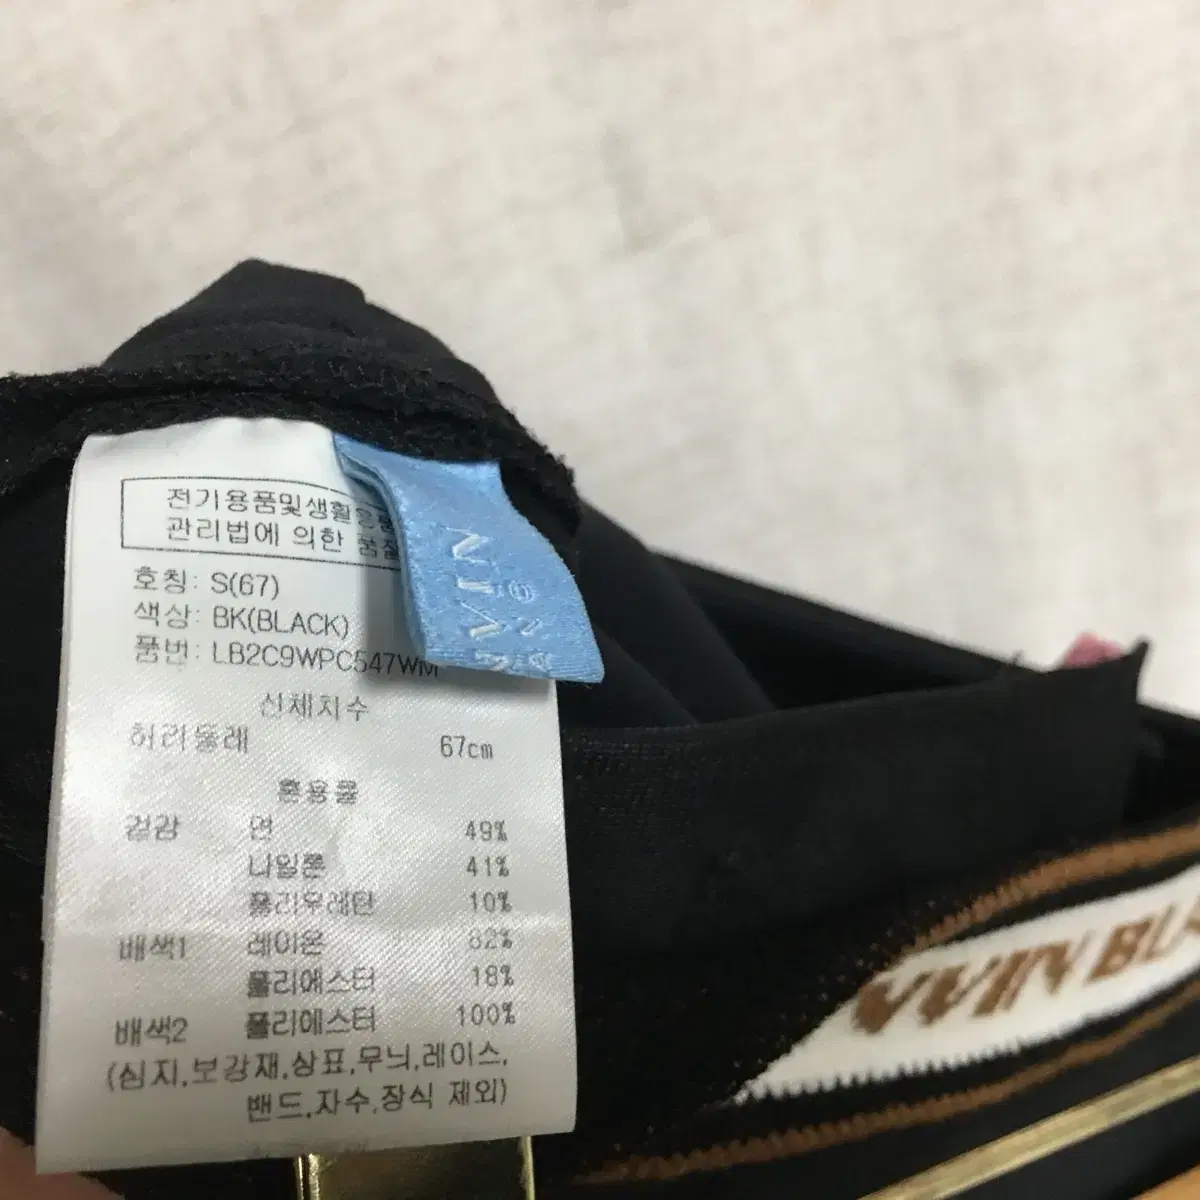 전기용품및생활용품
관리법에 의한 품질
호칭: S(67)
색상: BK(BLACK)
품번: LB2C9WPC547WM
신체치수
허리둘레 67cm
혼용율
겉감 면 49%
나일론 41%
폴리우레탄 10%
배색1 레이온 82%
폴리에스터 18%
배색2 폴리에스터 100%
(심지,보강재,상표,무늬,레이스,
밴드,자수,장식 제외)